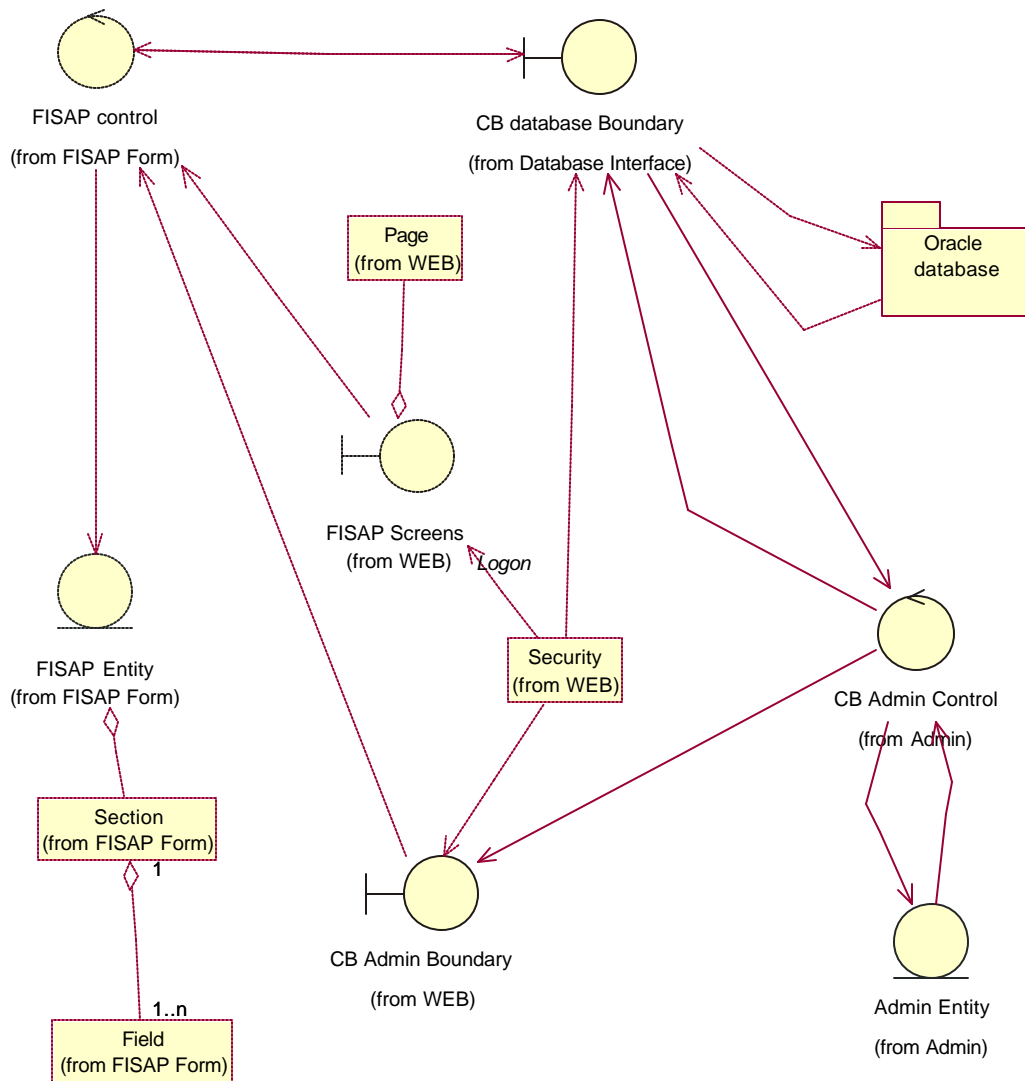 FISAP control
(from FISAP Form)
CB database Boundary
(from Database Interface)
Page
(from WEB)
Oracle
database
FISAP Screens
(from WEB)
Logon
Security
(from WEB)
FISAP Entity
(from FISAP Form)
CB Admin Control
(from Admin)
Section
(from FISAP Form)
1
CB Admin Boundary
(from WEB)
1..n
Field
(from FISAP Form)
Admin Entity
(from Admin)